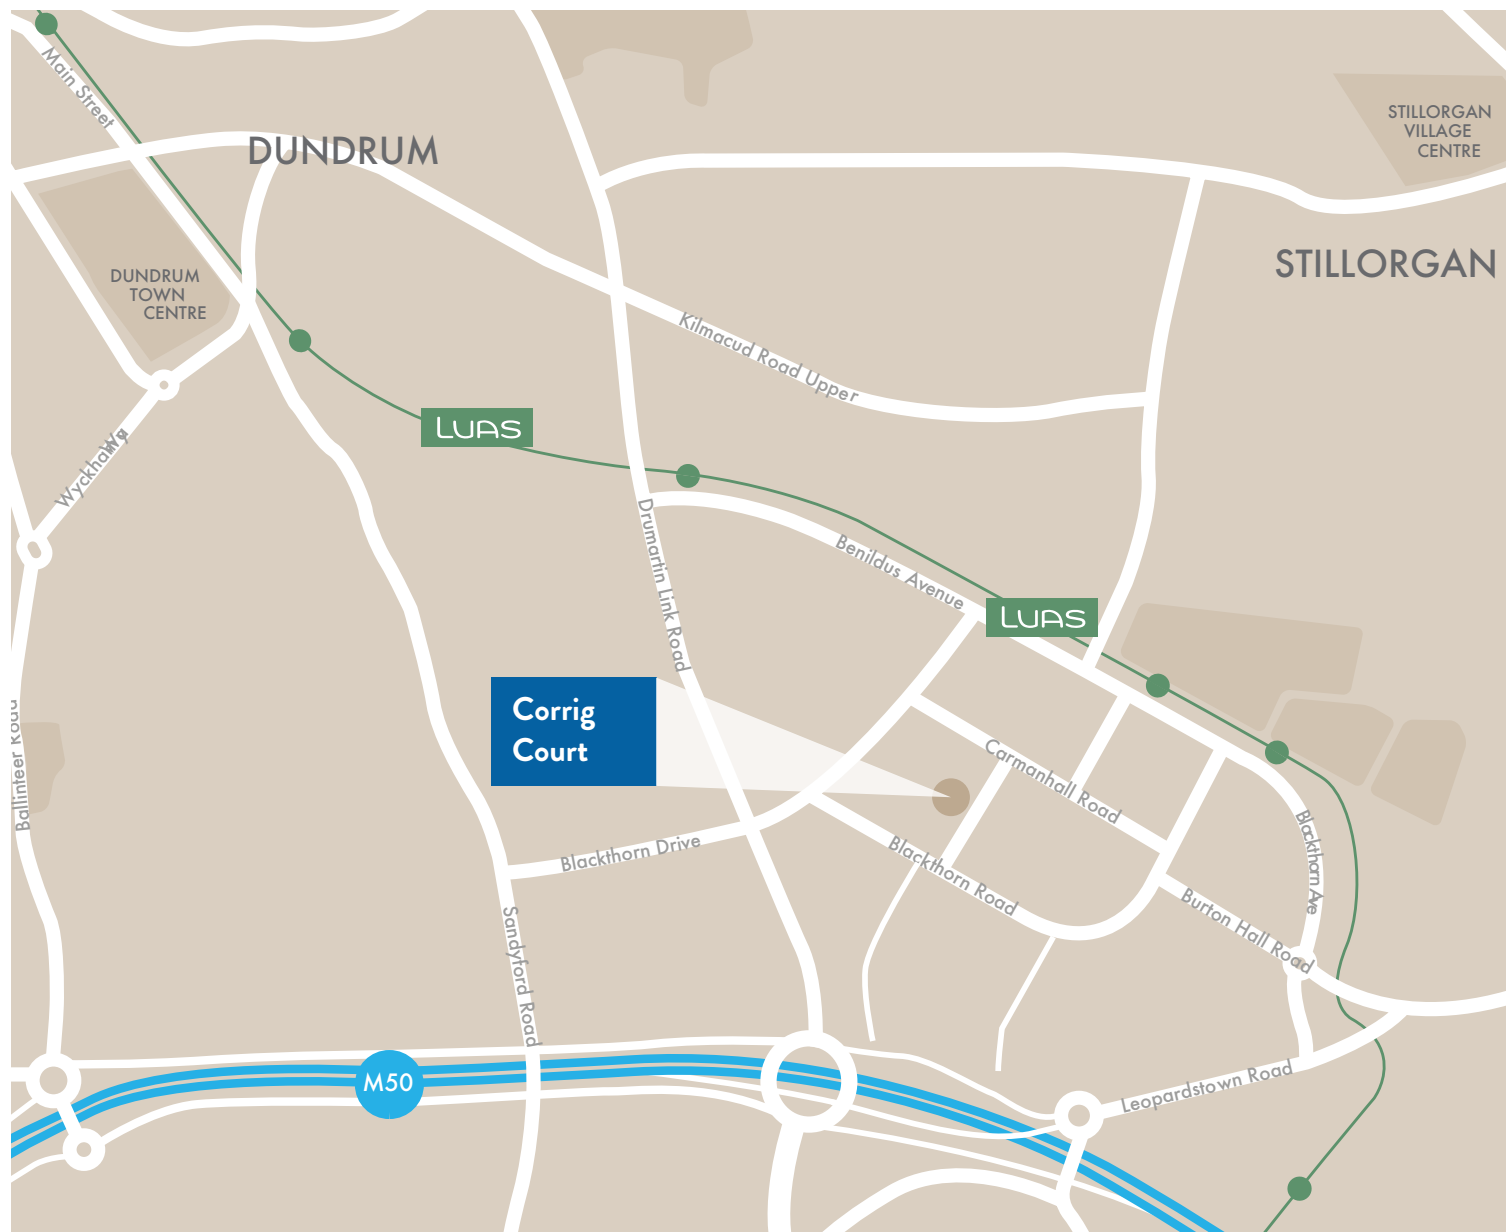 Main Street
DUNDRUM
STILLORGAN
VILLAGE
CENTRE
STILLORGAN
DUNDRUM
TOWN
CENTRE
Kilmacud Road Upper
LUAS
Drumartin Link Road
Benildus Avenue
LUAS
Corrig
Court
Ballinteer Road
Carmanhall Road
Blackthorn Drive
Blackthorn Road
Blackthorn Ave
Burton Hall Road
Sandyford Road
M50
Leopardstown Road